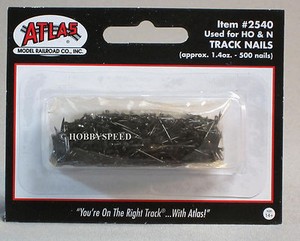 ATLAS
MODEL RAILROAD CO., INC.
Item #2540
Used for HO & N
TRACK NAILS
(approx. 1.4oz. - 500 nails)
HOBBYSPEED
"You're On The Right Track®...With Atlas!"
14+